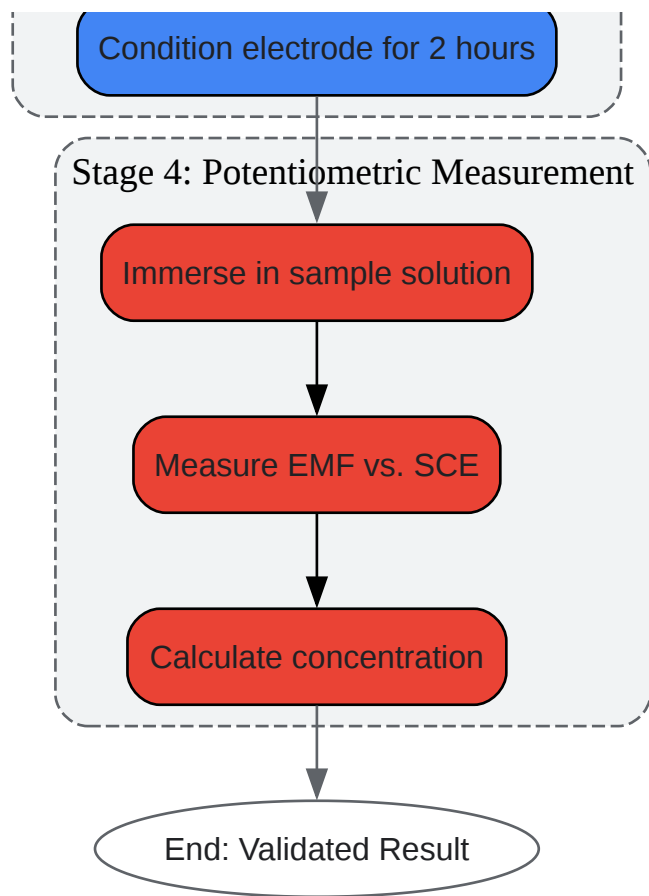 Condition electrode for 2 hours
Stage 4: Potentiometric Measurement
Immerse in sample solution
Measure EMF vs. SCE
Calculate concentration
End: Validated Result